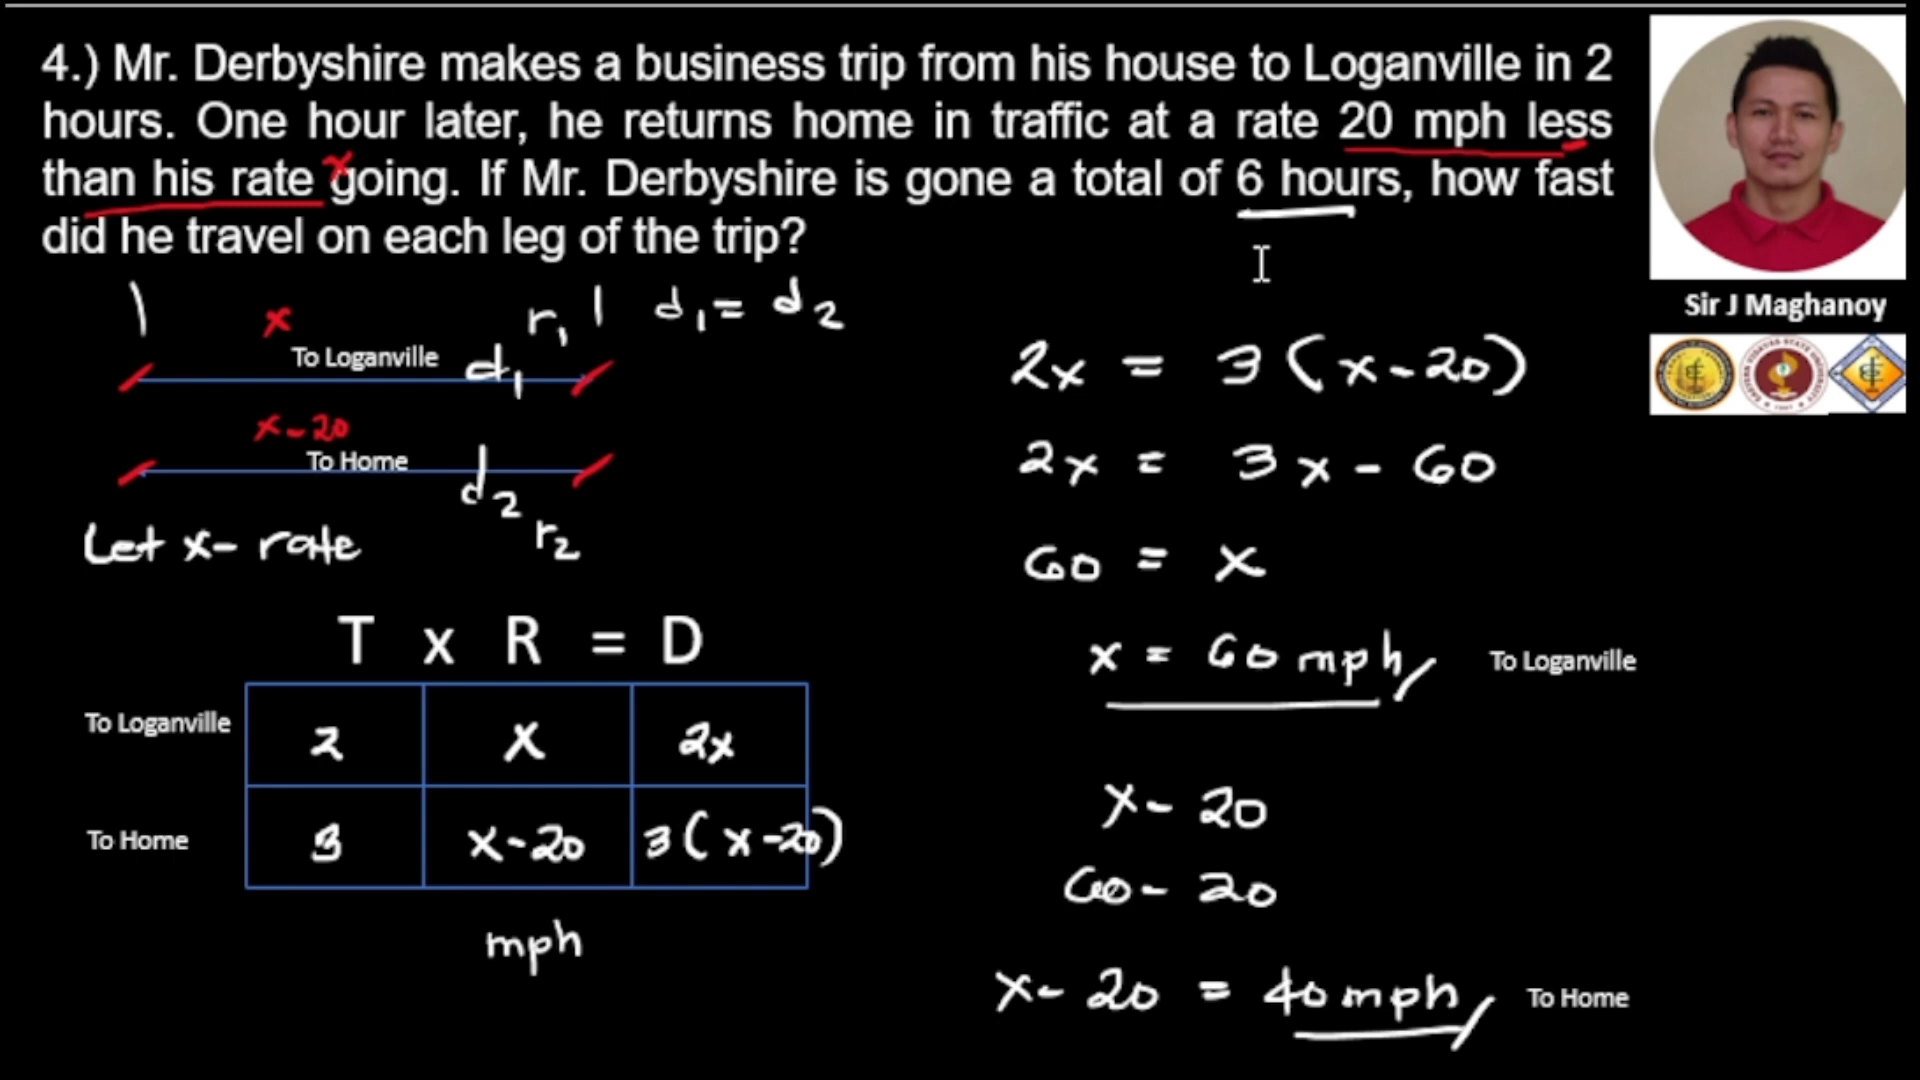 4.) Mr. Derbyshire makes a business trip from his house to Loganville in 2
hours. One hour later, he returns home in traffic at a rate 20 mph less
than his rate going. If Mr. Derbyshire is gone a total of 6 hours, how fast
did he travel on each leg of the trip?
x
Sir J Maghanoy
x
r₁
d₁ = d₂
To Loganville
d₁
x-20
To Home
d₂
r₂
Let x- rate
T x R = D
To Loganville
2
x
2x
To Home
3
x-20
3(x-20)
mph
2x = 3(x-20)
2x = 3x - 60
60 = x
x = 60 mph
To Loganville
x- 20
60- 20
x- 20 = 40mph
To Home